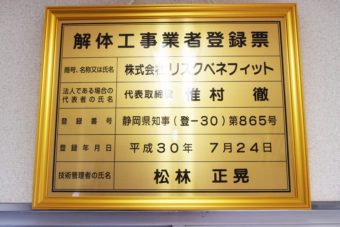 解体工事業者登録票
商号、名称又は氏名 株式会社リスクベネフィット
法人である場合の
代表者の氏名 代表取締役 惟村 徹
登録番号 静岡県知事(登-30)第865号
登録年月日 平成30年 7月24日
技術管理者の氏名 松林 正晃